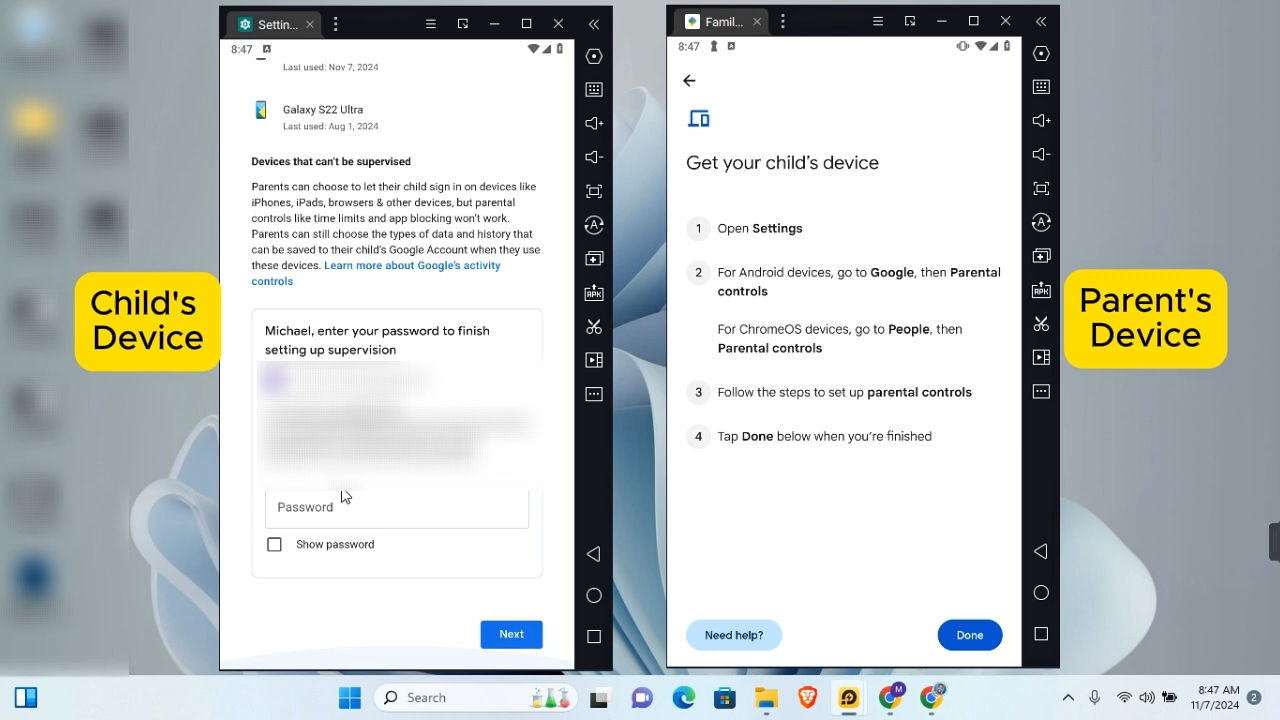 Settin...
8:47
Last used: Nov 7, 2024
Galaxy S22 Ultra
Last used: Aug 1, 2024
Devices that can't be supervised
Parents can choose to let their child sign in on devices like
iPhones, iPads, browsers & other devices, but parental
controls like time limits and app blocking won't work.
Parents can still choose the types of data and history that
can be saved to their child's Google Account when they use
these devices. Learn more about Google's activity
controls
Michael, enter your password to finish
setting up supervision
Password
Show password
Next
APK
Child's
Device
Famil...
8:47
Get your child's device
1 Open Settings
2 For Android devices, go to Google, then Parental
controls
For ChromeOS devices, go to People, then
Parental controls
3 Follow the steps to set up parental controls
4 Tap Done below when you're finished
Need help?
Done
APK
Parent's
Device
Search
M
8:47 AM
11/7/2024
2